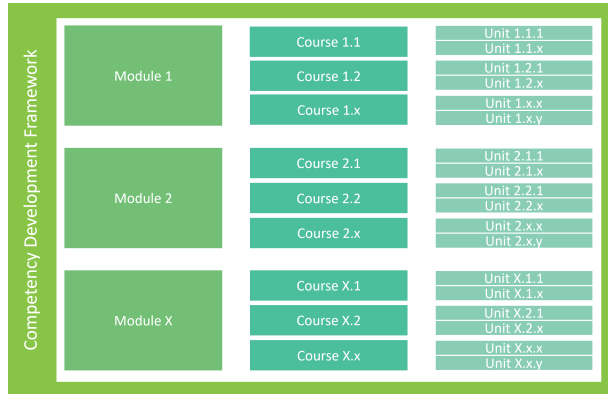 Competency Development Framework
Module 1
Course 1.1
Unit 1.1.1
Unit 1.1.x
Course 1.2
Unit 1.2.1
Unit 1.2.x
Course 1.x
Unit 1.x.x
Unit 1.x.y
Module 2
Course 2.1
Unit 2.1.1
Unit 2.1.x
Course 2.2
Unit 2.2.1
Unit 2.2.x
Course 2.x
Unit 2.x.x
Unit 2.x.y
Module X
Course X.1
Unit X.1.1
Unit X.1.x
Course X.2
Unit X.2.1
Unit X.2.x
Course X.x
Unit X.x.x
Unit X.x.y